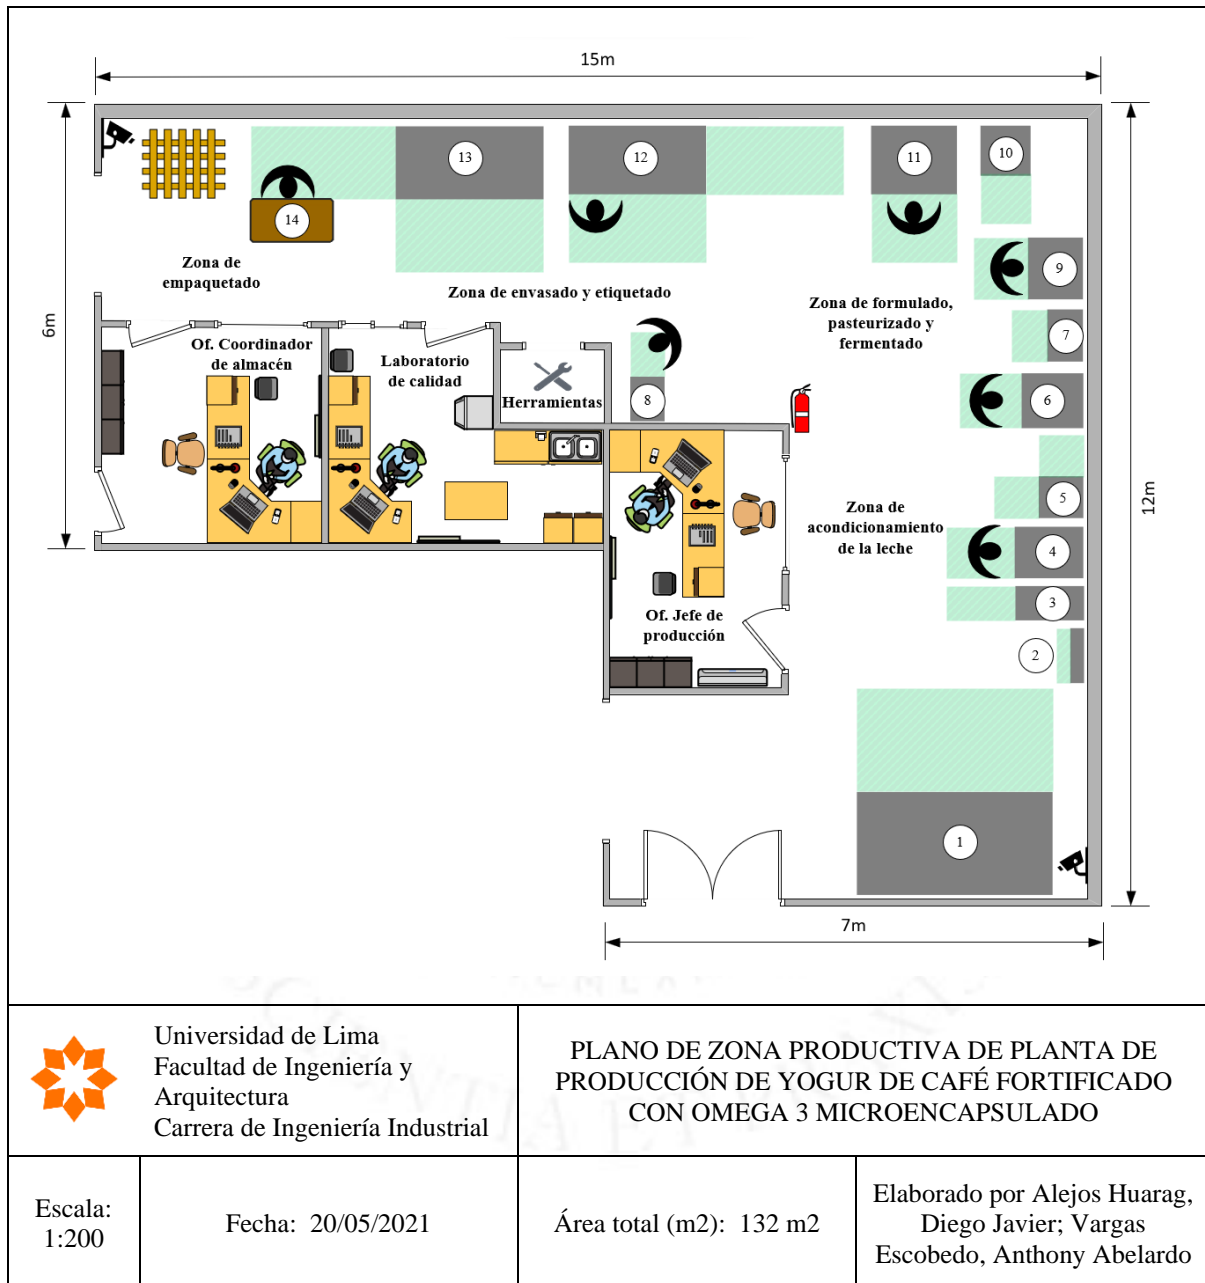 15m
13
12
11
10
14
Zona de
empaquetado
Zona de envasado y etiquetado
9
Zona de formulado,
pasteurizado y
fermentado
7
6m
Of. Coordinador
de almacén
Laboratorio
de calidad
Herramientas
8
6
5
12m
Zona de
acondicionamiento
de la leche
4
3
Of. Jefe de
producción
2
1
7m
SCIENTIA ET PRAXIS
Universidad de Lima
Facultad de Ingeniería y
Arquitectura
Carrera de Ingeniería Industrial
PLANO DE ZONA PRODUCTIVA DE PLANTA DE
PRODUCCIÓN DE YOGUR DE CAFÉ FORTIFICADO
CON OMEGA 3 MICROENCAPSULADO
Escala:
1:200
Fecha: 20/05/2021
Área total (m2): 132 m2
Elaborado por Alejos Huarag,
Diego Javier; Vargas
Escobedo, Anthony Abelardo